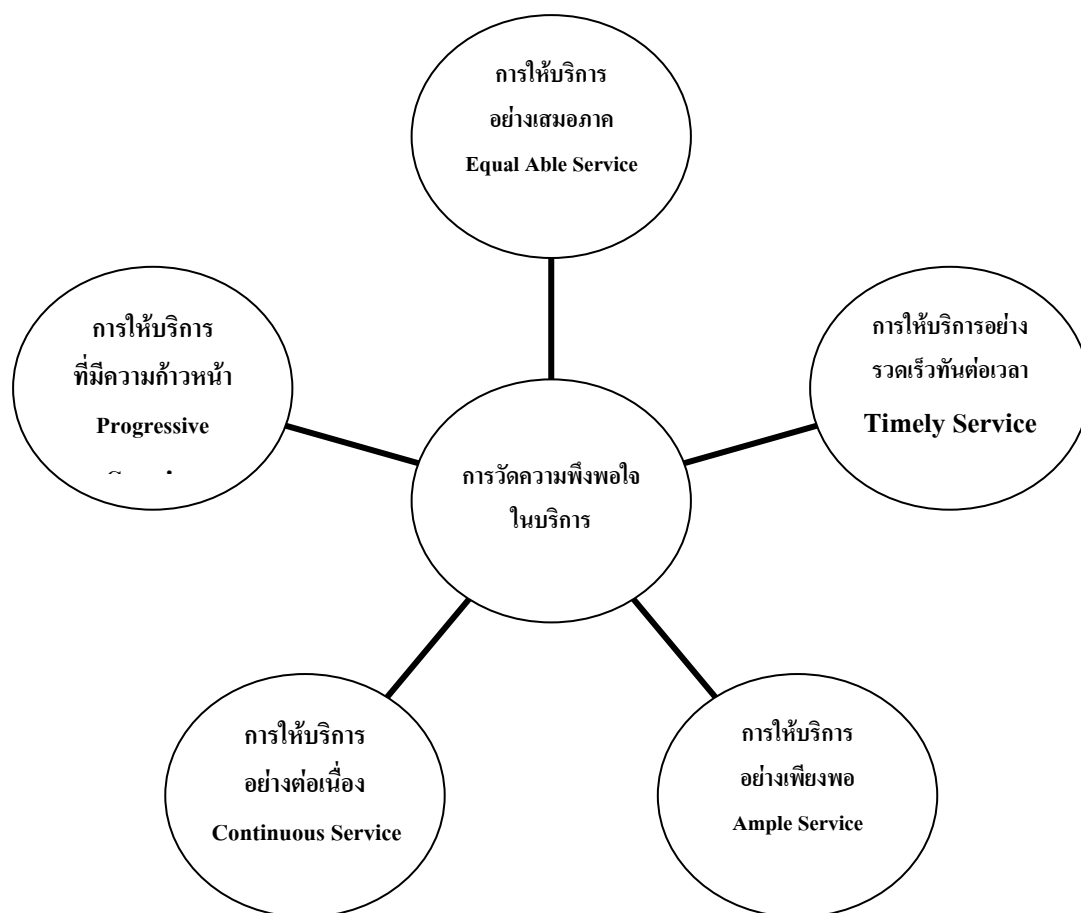 การให้บริการ
อย่างเสมอภาค
Equal Able Service
การให้บริการอย่าง
รวดเร็วทันต่อเวลา
Timely Service
การให้บริการ
ที่มีความก้าวหน้า
Progressive
การวัดความพึงพอใจ
ในบริการ
การให้บริการ
อย่างต่อเนื่อง
Continuous Service
การให้บริการ
อย่างเพียงพอ
Ample Service